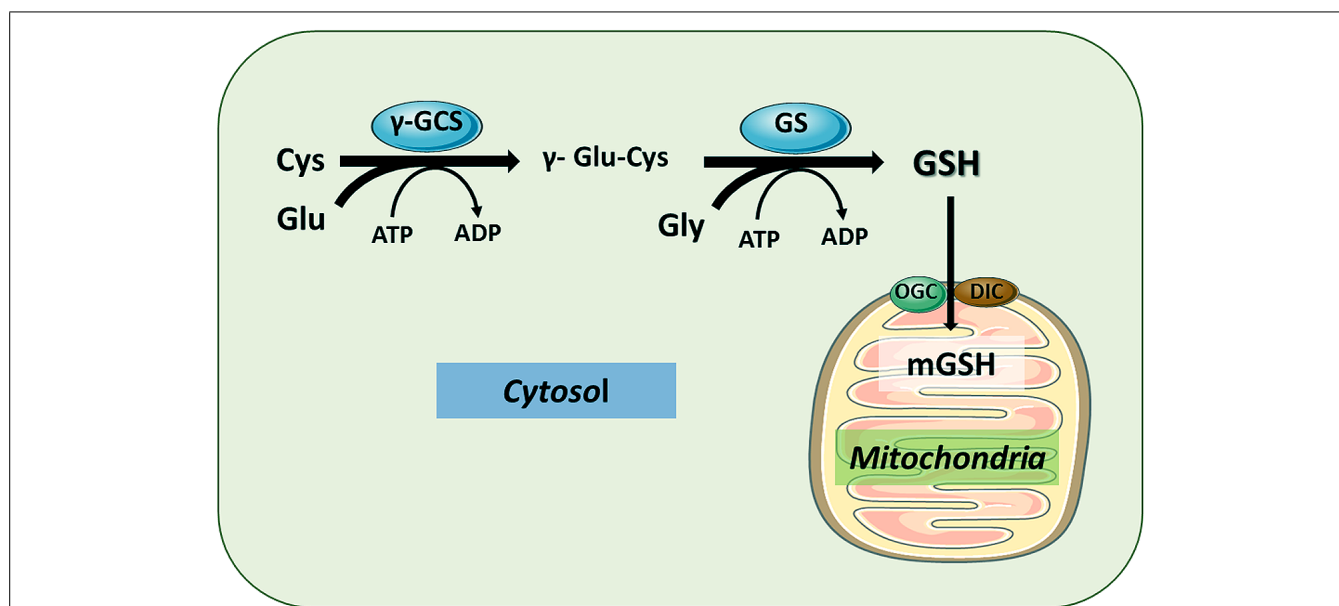 γ-GCS
GS
Cys
γ- Glu-Cys
GSH
Glu
ATP
ADP
Gly
ATP
ADP
OGC
DIC
mGSH
Cytosol
Mitochondria